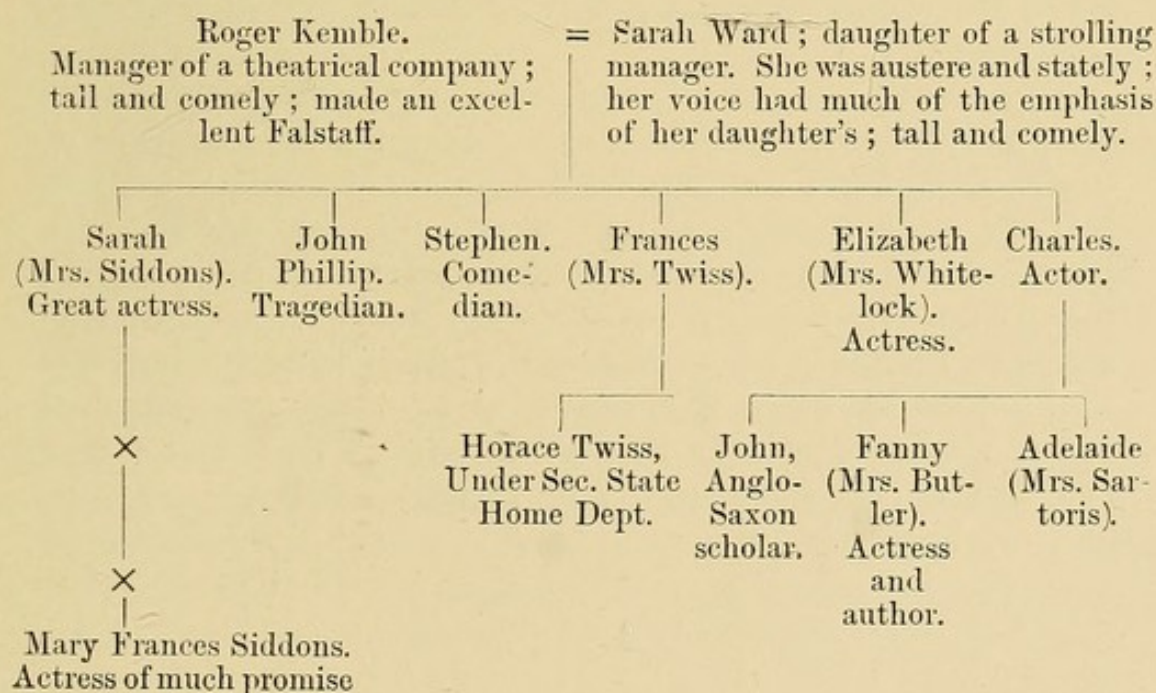 Roger Kemble.
Manager of a theatrical company ;
tall and comely ; made an excel-
lent Falstaff.
= Sarah Ward ; daughter of a strolling
manager. She was austere and stately ;
her voice had much of the emphasis
of her daughter's ; tall and comely.
Sarah
(Mrs. Siddons).
Great actress.
John
Phillip.
Tragedian.
Stephen.
Come-
dian.
Frances
(Mrs. Twiss).
Elizabeth
(Mrs. White-
lock).
Actress.
Charles.
Actor.
×
×
Mary Frances Siddons.
Actress of much promise
Horace Twiss,
Under Sec. State
Home Dept.
John,
Anglo-
Saxon
scholar.
Fanny
(Mrs. But-
ler).
Actress
and
author.
Adelaide
(Mrs. Sar-
toris).